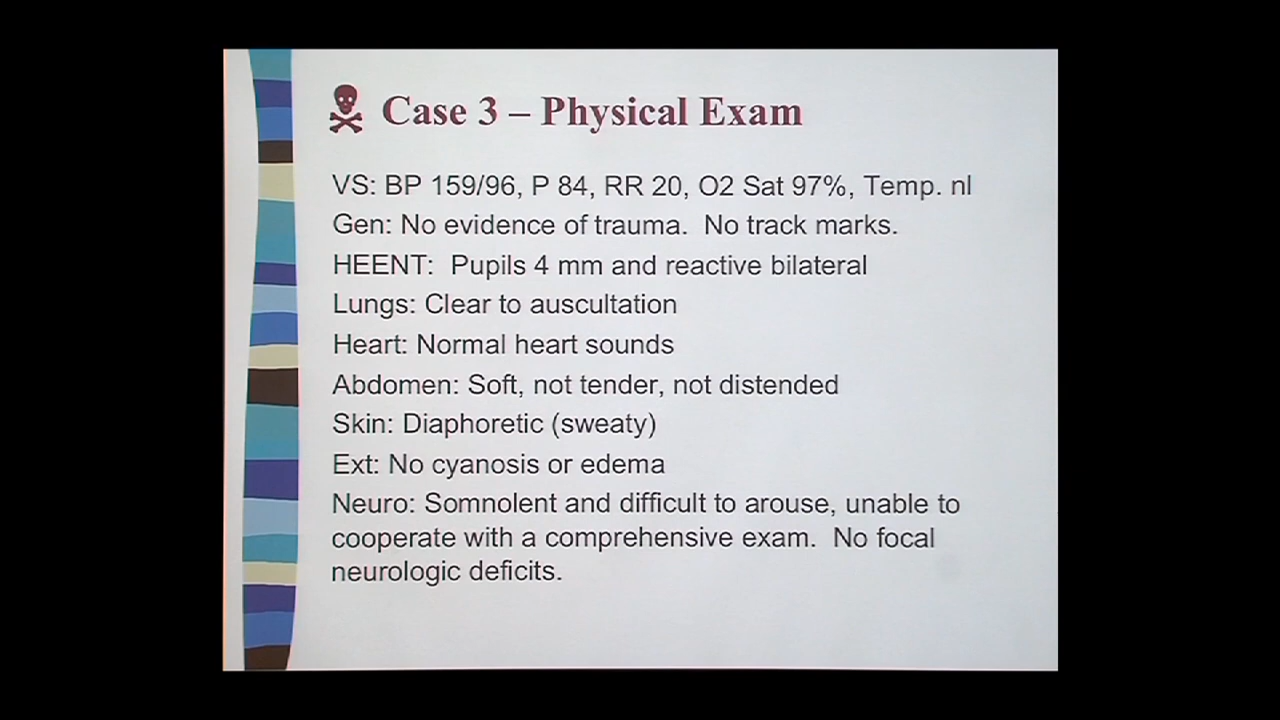 Case 3 – Physical Exam
VS: BP 159/96, P 84, RR 20, O2 Sat 97%, Temp. nl
Gen: No evidence of trauma.  No track marks.
HEENT:  Pupils 4 mm and reactive bilateral
Lungs: Clear to auscultation
Heart: Normal heart sounds
Abdomen: Soft, not tender, not distended
Skin: Diaphoretic (sweaty)
Ext: No cyanosis or edema
Neuro: Somnolent and difficult to arouse, unable to
cooperate with a comprehensive exam.  No focal
neurologic deficits.